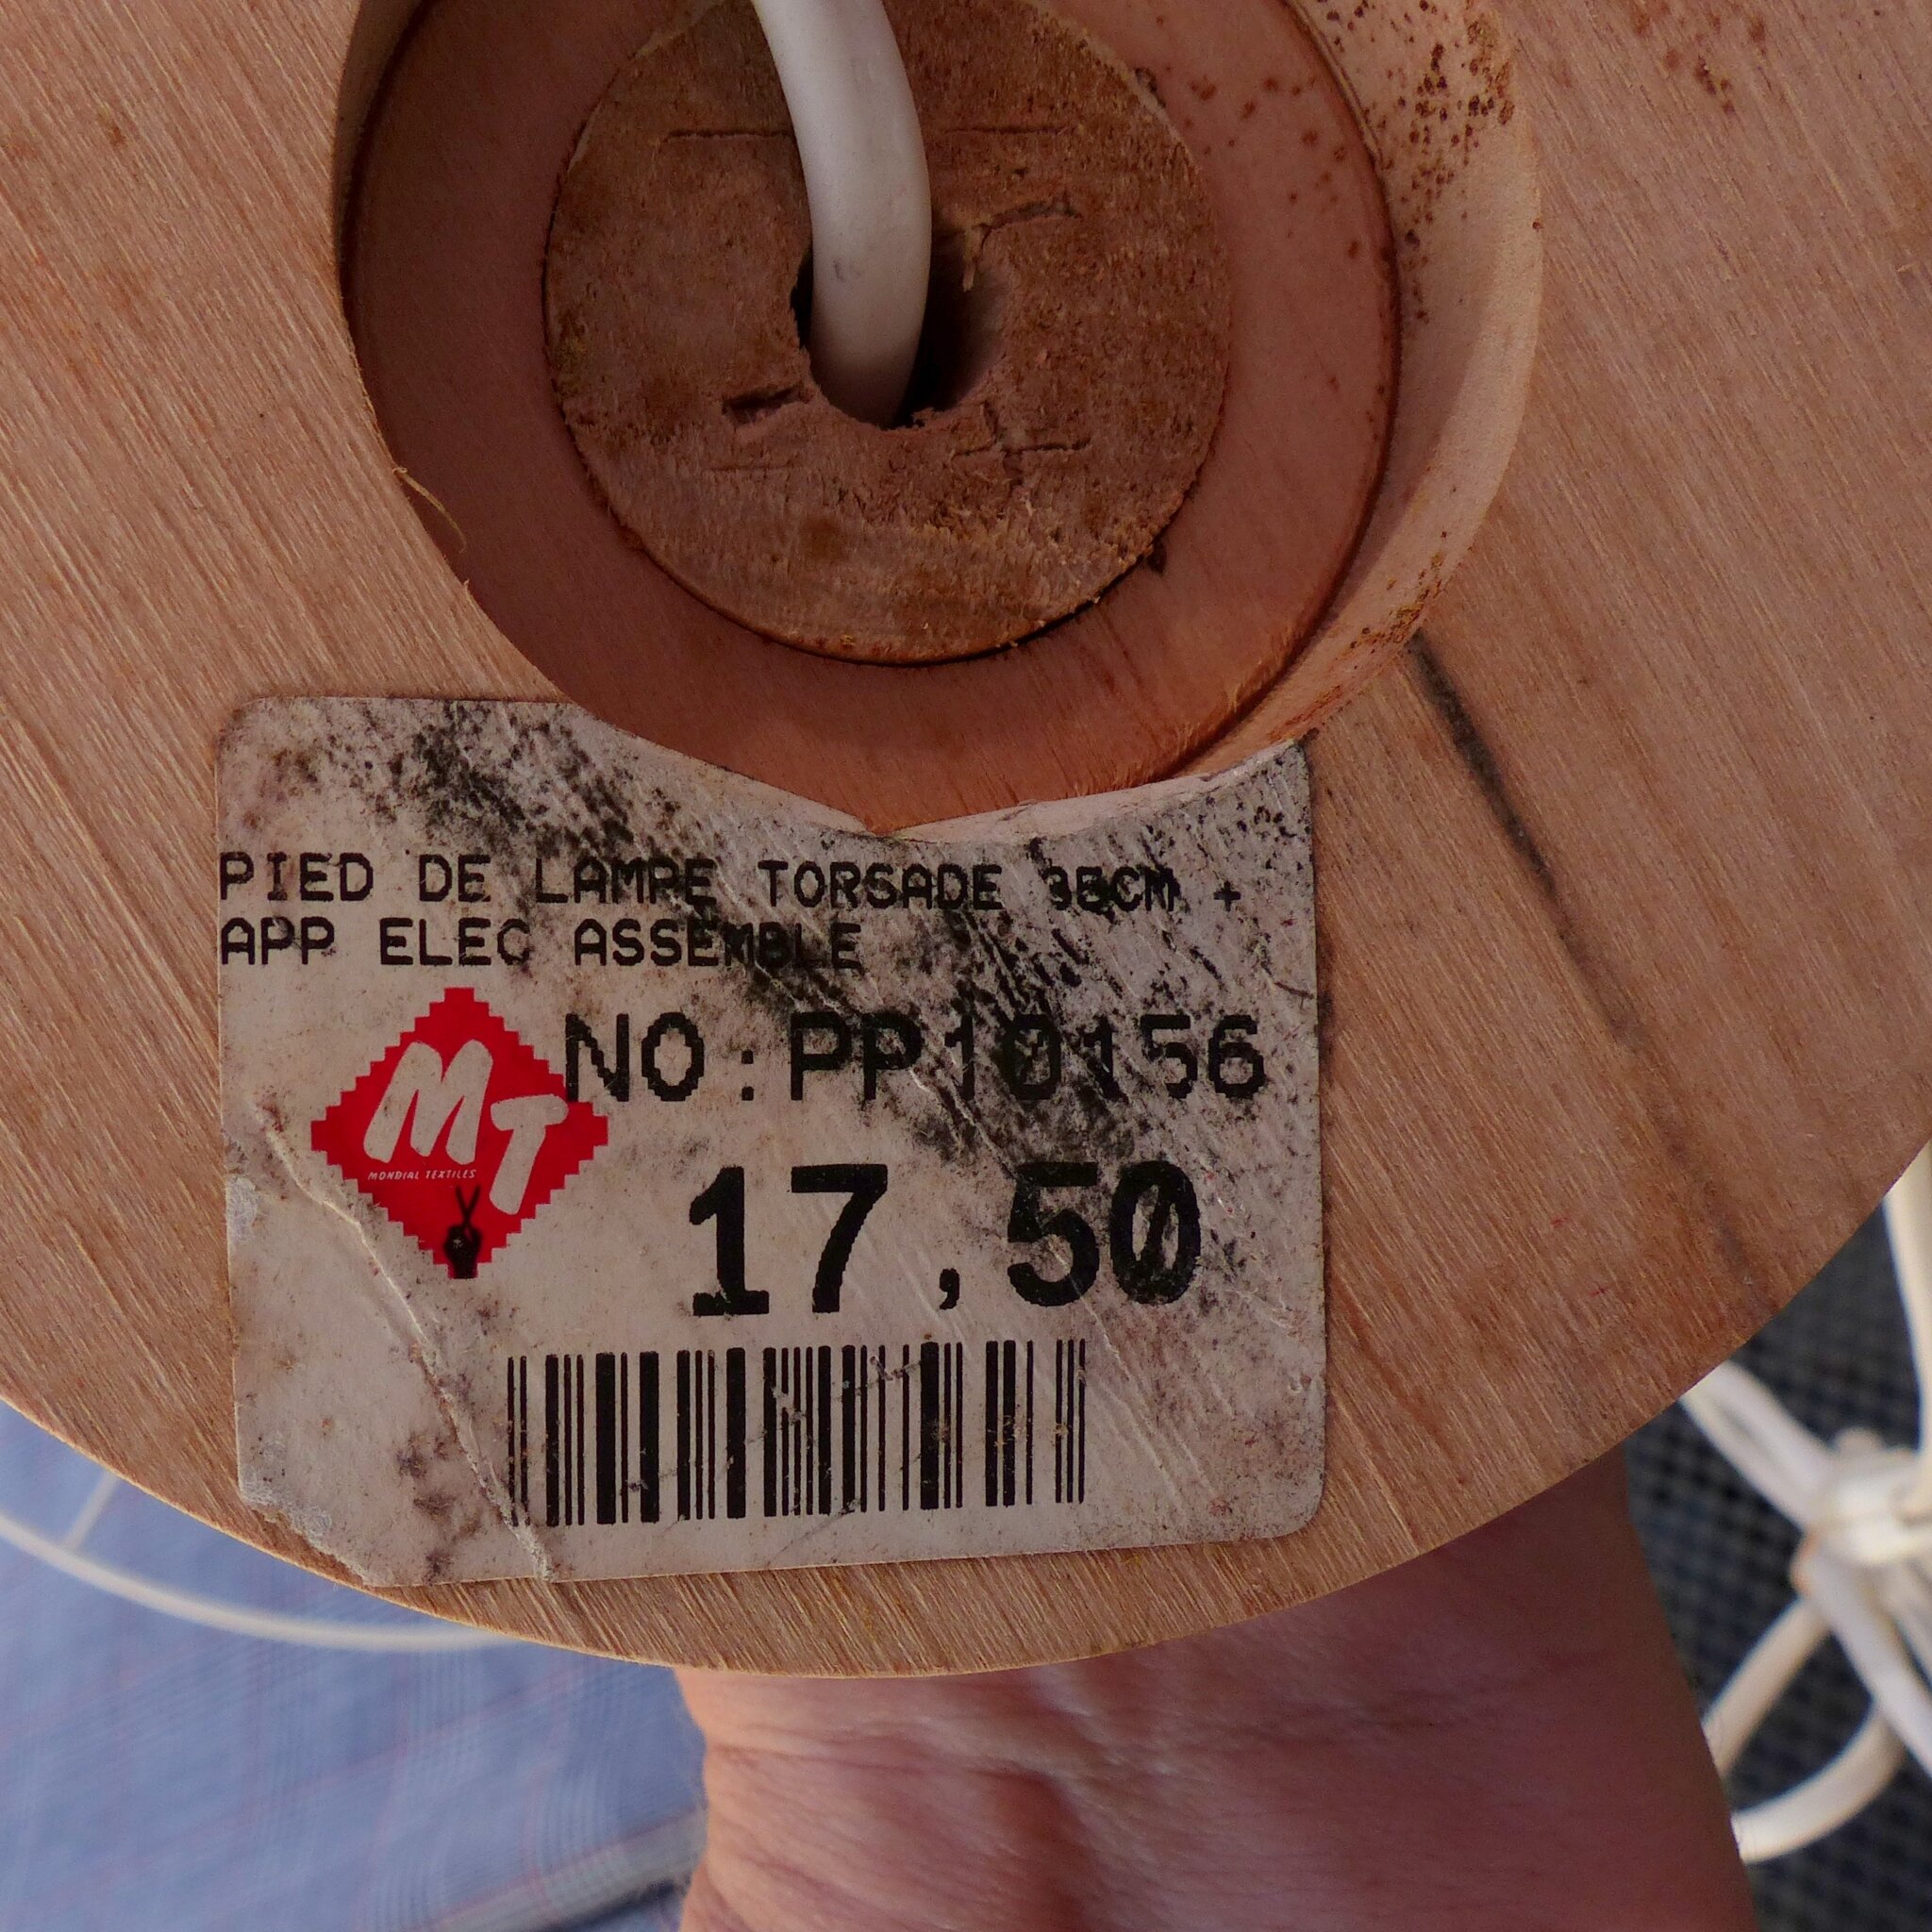 PIED DE LAMPE TORSADE 35CM +
APP ELEC ASSEMBLE
NO:PP10156
MT
MONDIAL TEXTILES
17,50